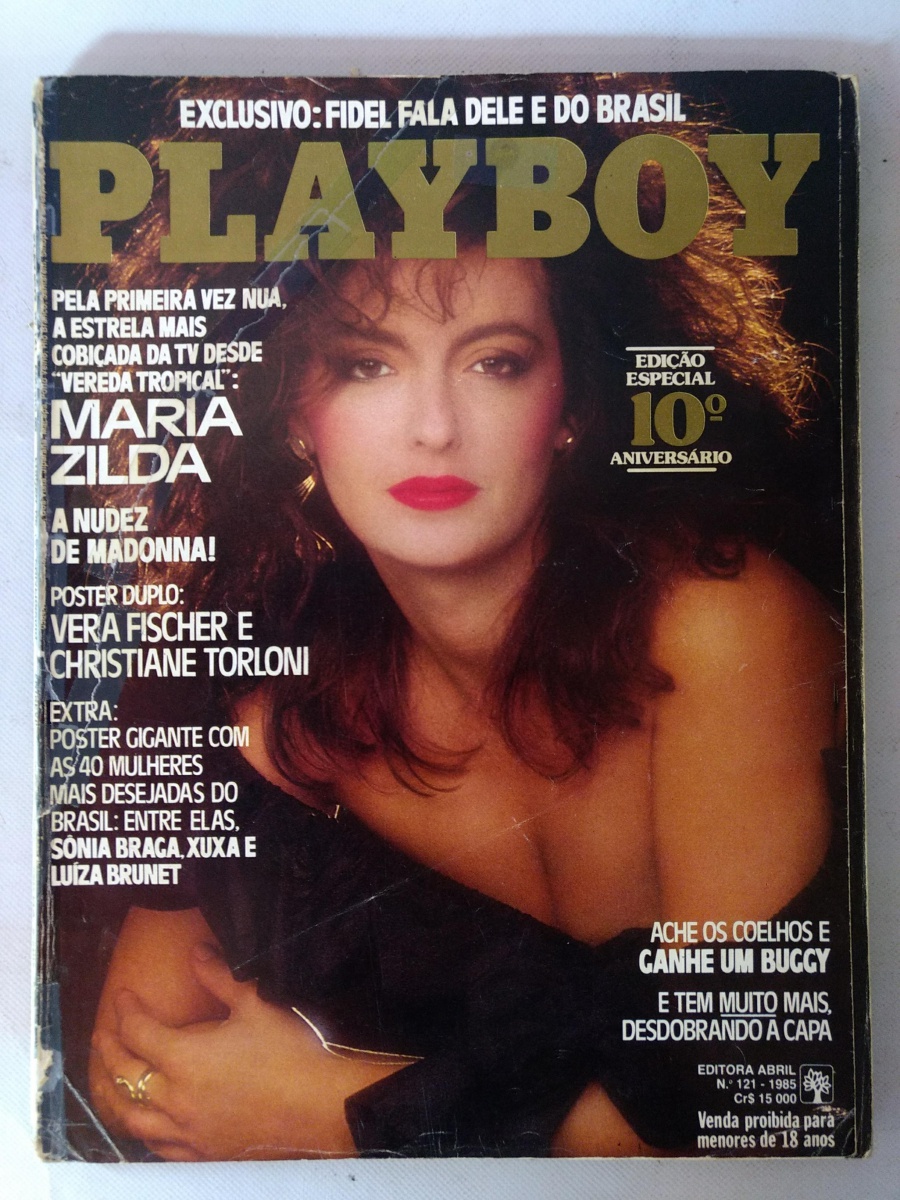 EXCLUSIVO: FIDEL FALA DELE E DO BRASIL
PLAYBOY
PELA PRIMEIRA VEZ NUA,
A ESTRELA MAIS
COBIÇADA DA TV DESDE
"VEREDA TROPICAL":
MARIA
ZILDA
A NUDEZ
DE MADONNA!
POSTER DUPLO:
VERA FISCHER E
CHRISTIANE TORLONI
EXTRA:
POSTER GIGANTE COM
AS 40 MULHERES
MAIS DESEJADAS DO
BRASIL: ENTRE ELAS,
SÔNIA BRAGA, XUXA E
LUÍZA BRUNET
EDIÇÃO
ESPECIAL
10º
ANIVERSÁRIO
ACHE OS COELHOS E
GANHE UM BUGGY
E TEM MUITO MAIS,
DESDOBRANDO A CAPA
EDITORA ABRIL
N.º 121 - 1985
Cr$ 15 000
Venda proibida para
menores de 18 anos